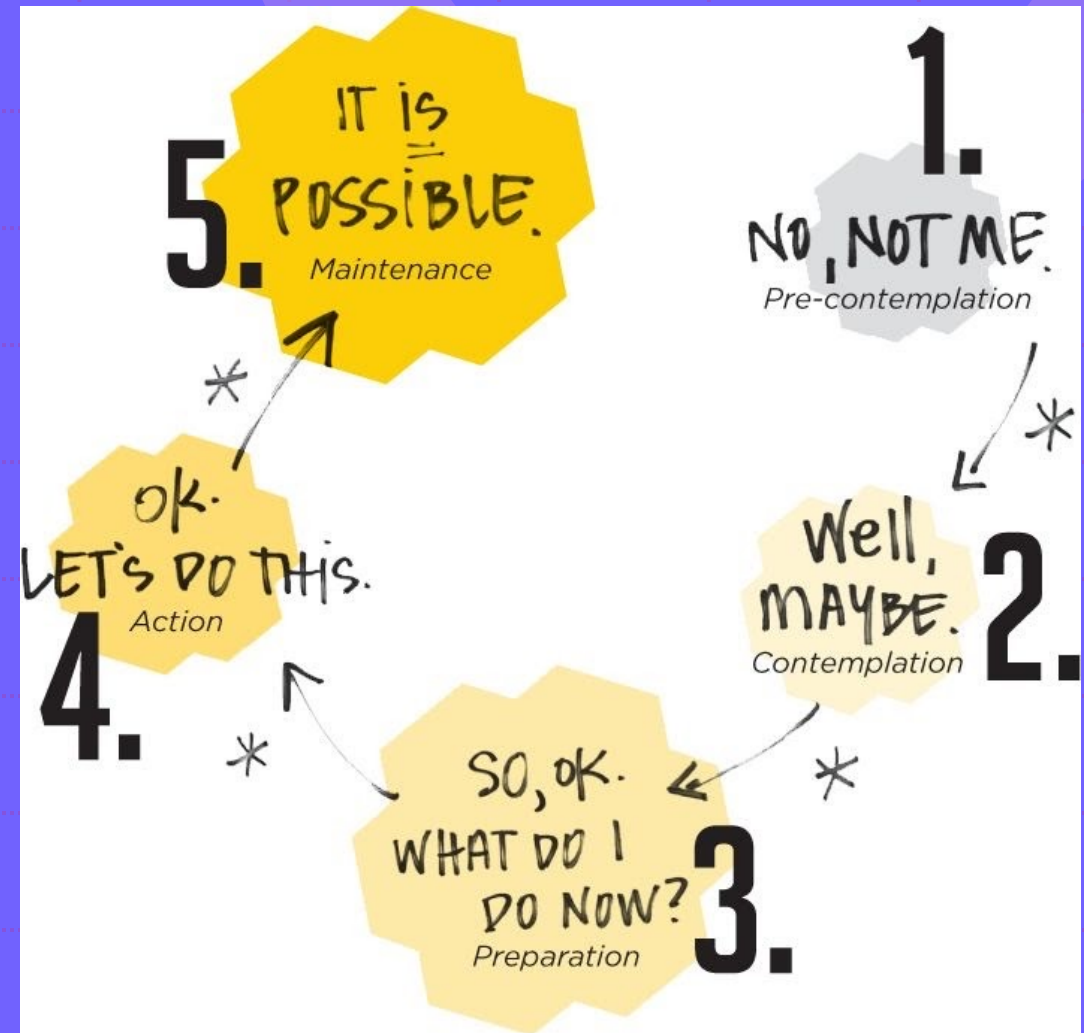 1.
NO, NOT ME.
Pre-contemplation
*
2.
Well,
MAYBE.
Contemplation
*
3.
SO, OK.
WHAT DO I
DO NOW?
Preparation
*
4.
OK.
LET'S DO THIS.
Action
*
5.
IT is
POSSIBLE.
Maintenance